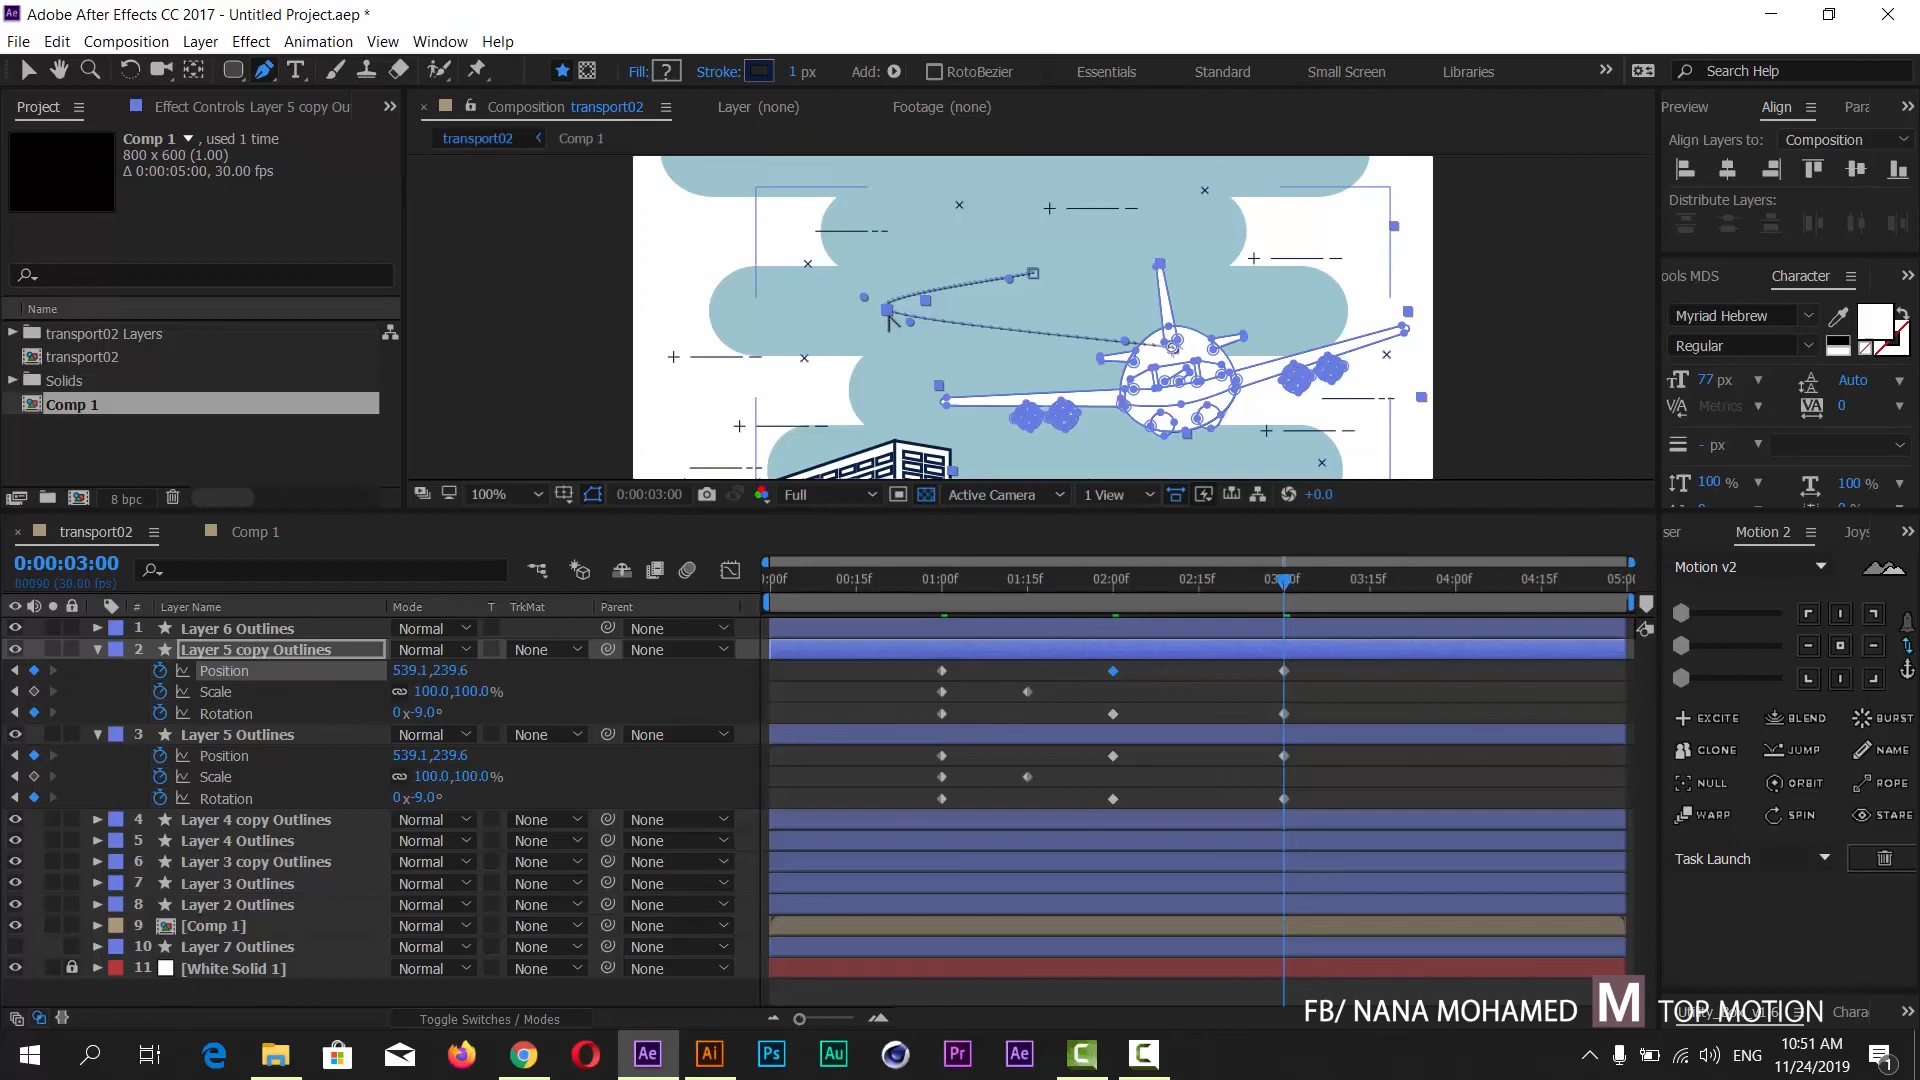 Adobe After Effects CC 2017 - Untitled Project.aep *
File Edit Composition Layer Effect Animation View Window Help
Fill: ? Stroke: 1 px Add: RotoBezier Essentials Standard Small Screen Libraries Search Help
Project Effect Controls Layer 5 copy Ou Composition transport02 Layer (none) Footage (none) Preview Align Para
transport02 Comp 1
Comp 1 , used 1 time
800 x 600 (1.00)
Δ 0:00:05:00, 30.00 fps
Align Layers to: Composition
Distribute Layers:
Name
transport02 Layers
transport02
Solids
Comp 1
ools MDS Character
Myriad Hebrew
Regular
77 px Auto
Metrics 0
- px
100 % 100 %
8 bpc 100% 0:00:03:00 Full Active Camera 1 View +0.0
transport02 Comp 1
ser Motion 2 Joys
0:00:03:00
00090 (30.00 fps)
):00f 00:15f 01:00f 01:15f 02:00f 02:15f 03:15f 04:00f 04:15f 05:00
Motion v2
# Layer Name Mode T TrkMat Parent
1 Layer 6 Outlines Normal None
2 Layer 5 copy Outlines Normal None None
Position 539.1,239.6
Scale 100.0,100.0%
Rotation 0x-9.0°
3 Layer 5 Outlines Normal None None
Position 539.1,239.6
Scale 100.0,100.0%
Rotation 0x-9.0°
4 Layer 4 copy Outlines Normal None None
5 Layer 4 Outlines Normal None None
6 Layer 3 copy Outlines Normal None None
7 Layer 3 Outlines Normal None None
8 Layer 2 Outlines Normal None None
9 [Comp 1] Normal None None
10 Layer 7 Outlines Normal None None
11 [White Solid 1] Normal None None
EXCITE BLEND BURST
CLONE JUMP NAME
NULL ORBIT ROPE
WARP SPIN STARE
Task Launch
Toggle Switches / Modes
FB/ NANA MOHAMED M TOP MOTION
Chara
Ae Ai Ps Au Pr Ae
ENG
10:51 AM
11/24/2019
1